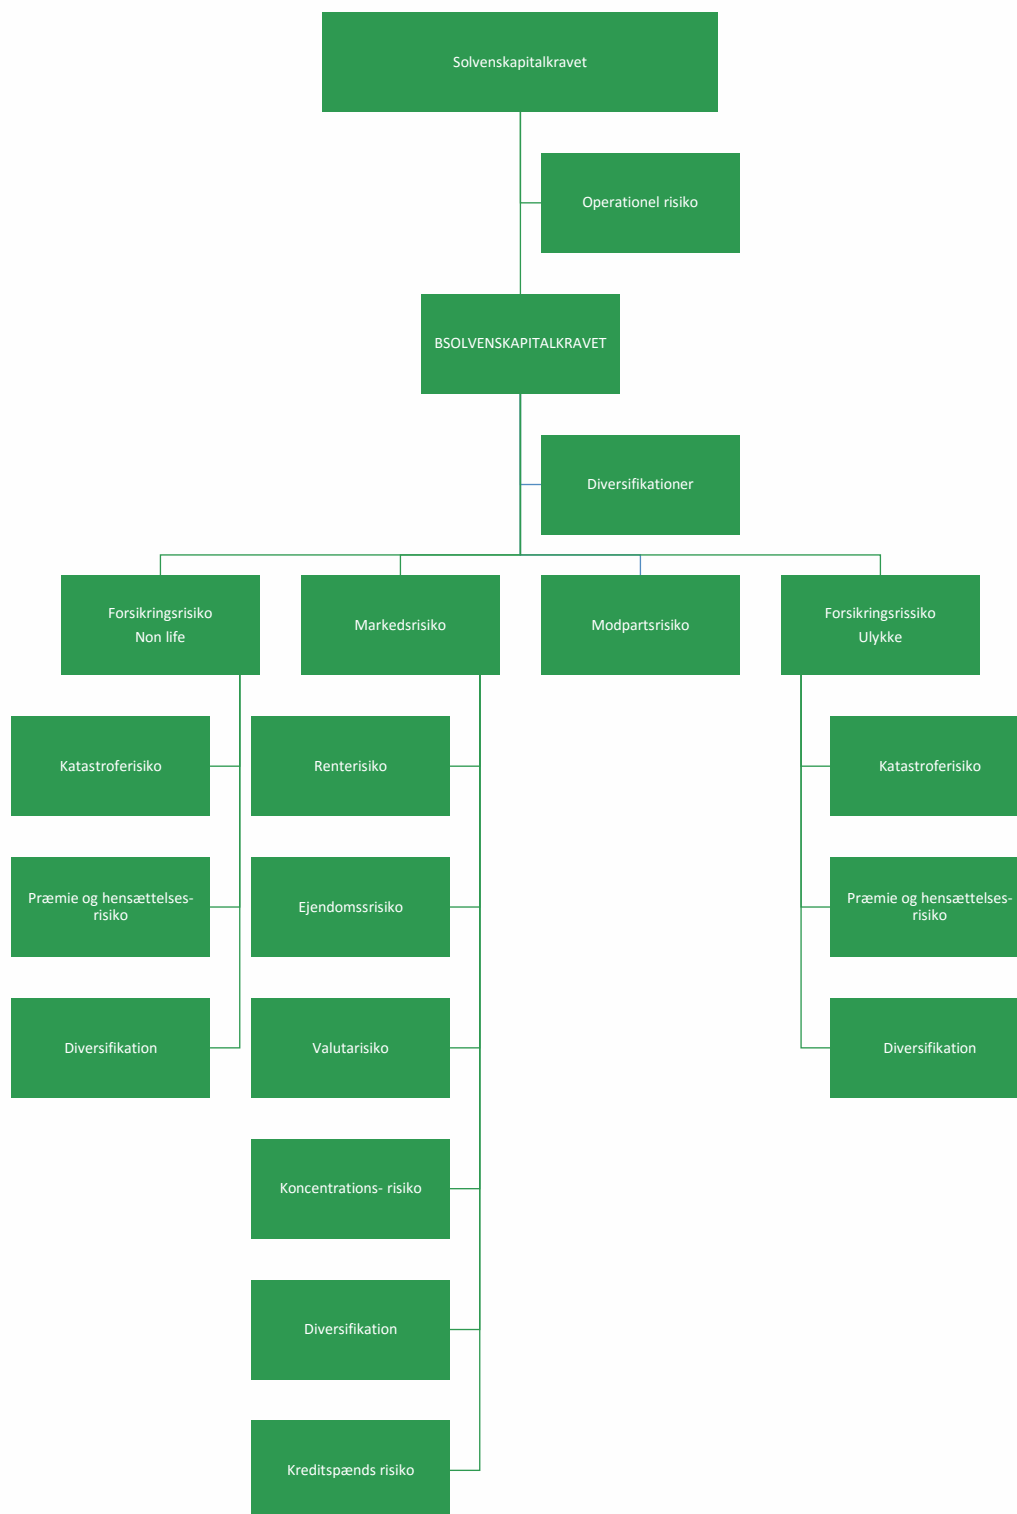 Solvenskapitalkravet
Operationel risiko
BSOLVENSKAPITALKRAVET
Diversifikationer
Forsikringsrisiko
Non life
Markedsrisiko
Modpartsrisiko
Forsikringsrissiko
Ulykke
Katastroferisiko
Renterisiko
Katastroferisiko
Præmie og hensættelses-
risiko
Ejendomssrisiko
Præmie og hensættelses-
risiko
Diversifikation
Valutarisiko
Diversifikation
Koncentrations- risiko
Diversifikation
Kreditspænds risiko